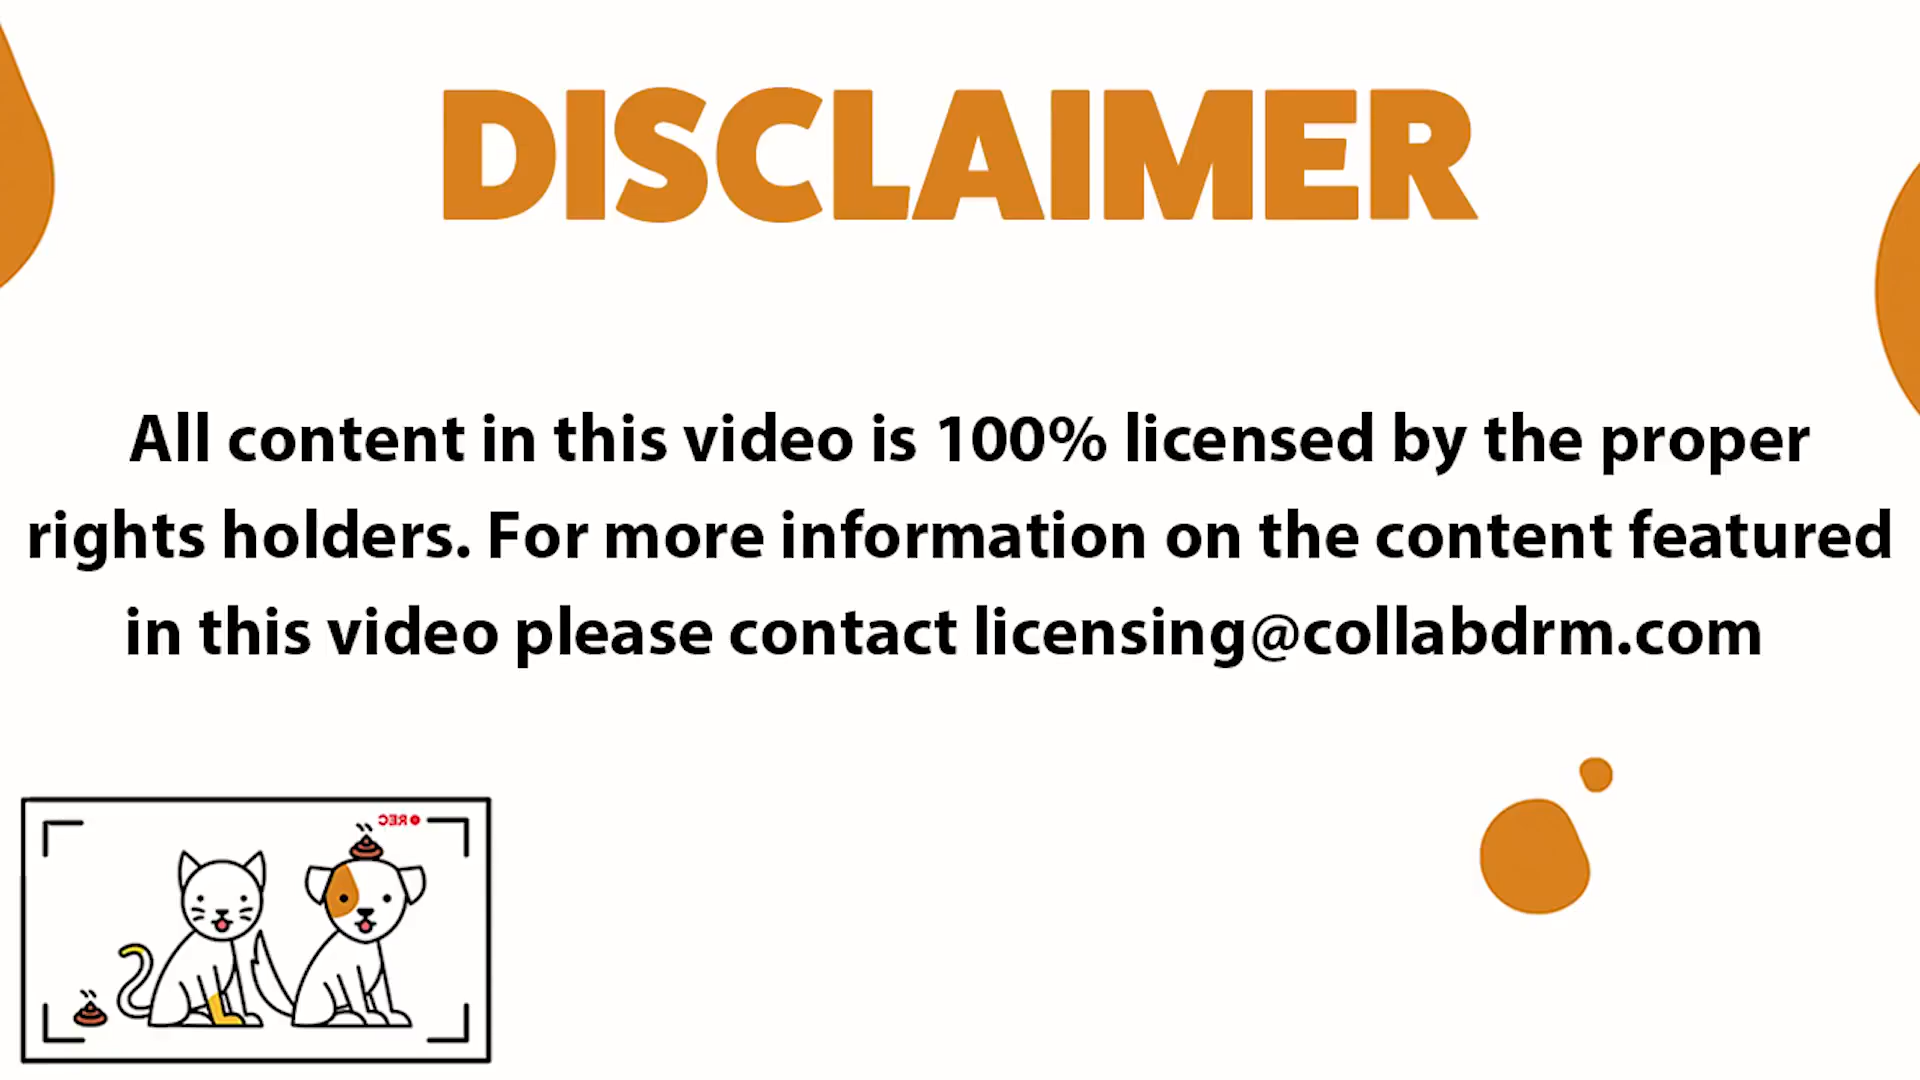 DISCLAIMER
All content in this video is 100% licensed by the proper
rights holders. For more information on the content featured
in this video please contact licensing@collabdrm.com
REC